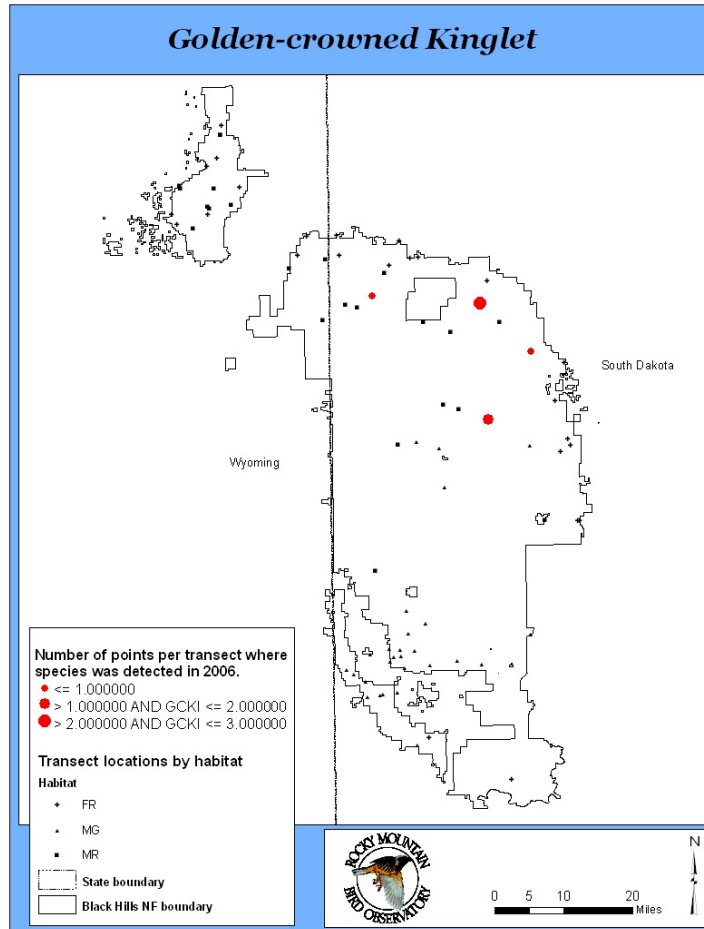 Golden-crowned Kinglet
South Dakota
Wyoming
Number of points per transect where
species was detected in 2006.
<= 1.000000
> 1.000000 AND GCKI <= 2.000000
> 2.000000 AND GCKI <= 3.000000
Transect locations by habitat
Habitat
FR
MG
MR
State boundary
Black Hills NF boundary
ROCKY MOUNTAIN
BIRD OBSERVATORY
N
0 5 10 20
Miles